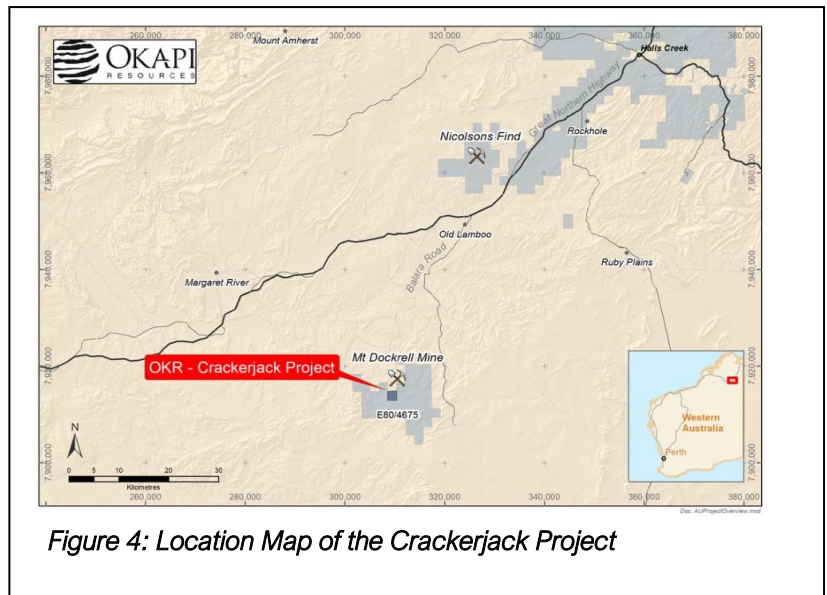 260,000 280,000 300,000 320,000 340,000 360,000 380,000
OKAPI
RESOURCES
Mount Amherst
Halls Creek
7,980,000
7,980,000
Great Northern Highway
Rockhole
Nicolsons Find
7,960,000
7,960,000
Old Lamboo
Balara Road
Ruby Plains
Margaret River
7,940,000
7,940,000
Mt Dockrell Mine
OKR - Crackerjack Project
7,920,000
7,920,000
E80/4675
Western
Australia
Perth
N
0 5 10 20 30
Kilometres
7,900,000
7,900,000
260,000 280,000 300,000 320,000 340,000 360,000 380,000
Doc: AUProjectOverview.mxd
Figure 4: Location Map of the Crackerjack Project